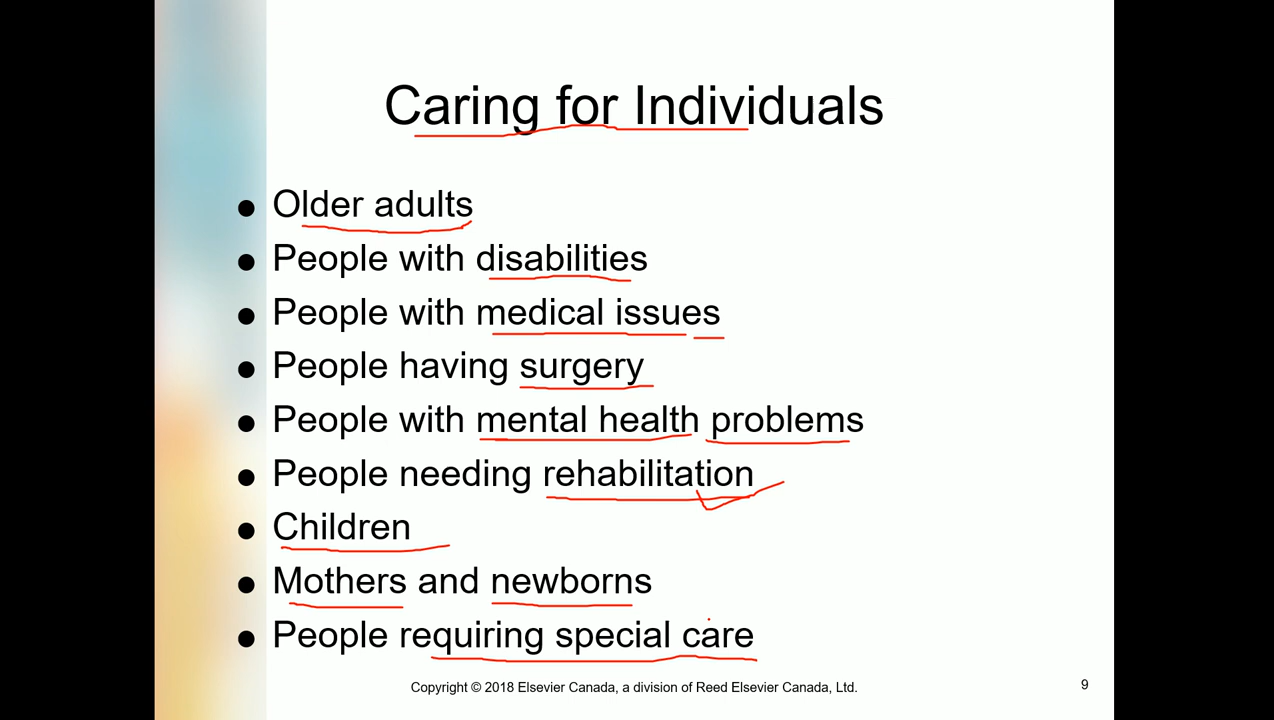 Caring for Individuals
● Older adults
● People with disabilities
● People with medical issues
● People having surgery
● People with mental health problems
● People needing rehabilitation
● Children
● Mothers and newborns
● People requiring special care
Copyright © 2018 Elsevier Canada, a division of Reed Elsevier Canada, Ltd.
9